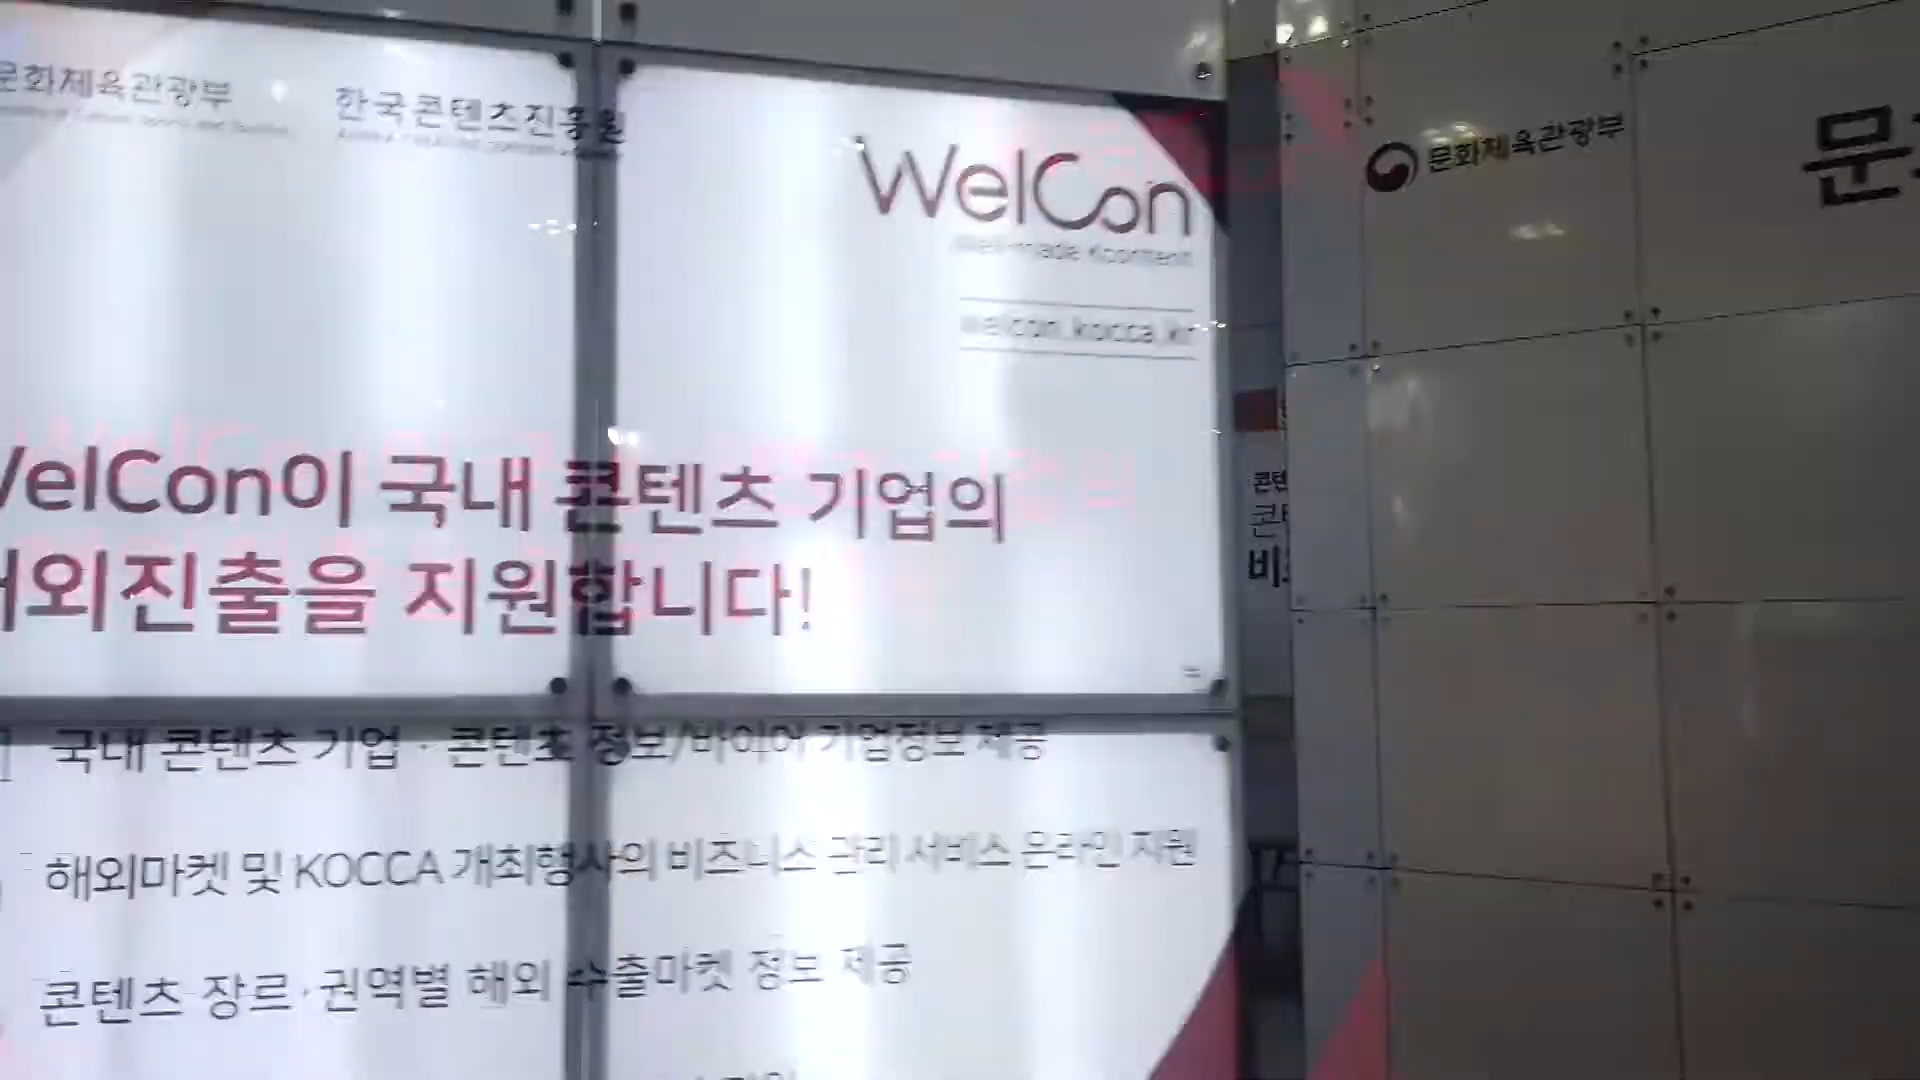 문화체육관광부
한국콘텐츠진흥원
WelCon
Well-made Kcontent
welcon.kocca.kr
WelCon이 국내 콘텐츠 기업의
해외진출을 지원합니다!
국내 콘텐츠 기업 · 콘텐츠 정보/바이어 기업정보 제공
해외마켓 및 KOCCA 개최행사의 비즈니스 관리 서비스 온라인 지원
콘텐츠 장르·권역별 해외 수출마켓 정보 제공
문화체육관광부
문